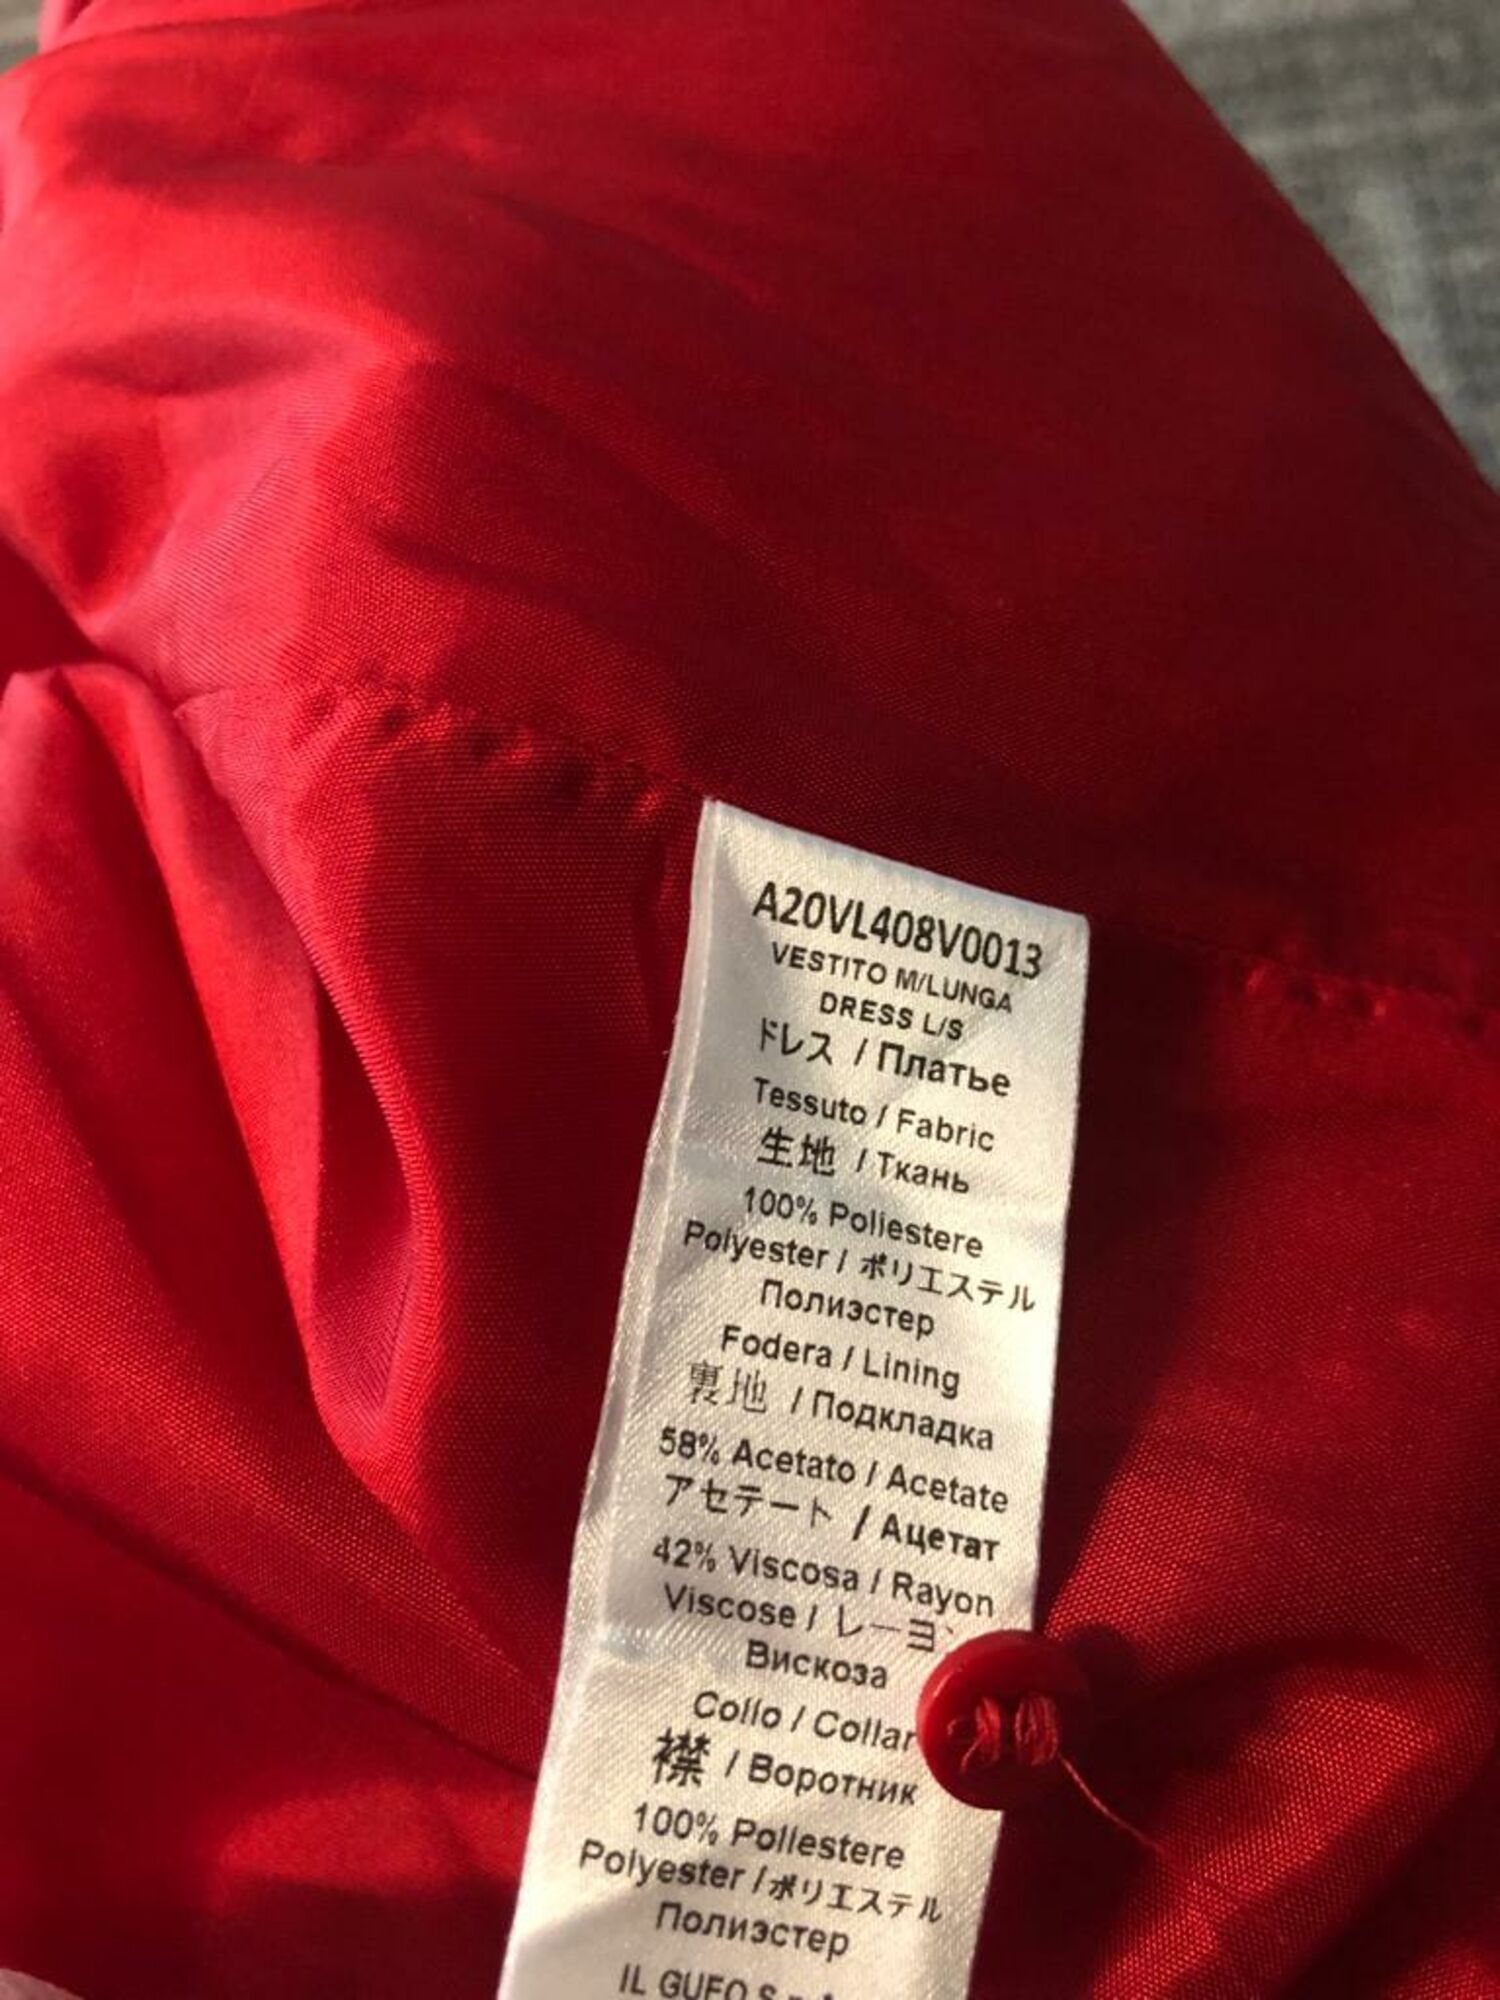 A20VL408V0013
VESTITO M/LUNGA
DRESS L/S
ドレス / Платье
Tessuto / Fabric
生地 / Ткань
100% Poliestere
Polyester / ポリエステル
Полиэстер
Fodera / Lining
裏地 / Подкладка
58% Acetato / Acetate
アセテート / Ацетат
42% Viscosa / Rayon
Viscose / レーヨ
Вискоза
Collo / Collar
襟 / Воротник
100% Poliestere
Polyester / ポリエステル
Полиэстер
IL GUFO